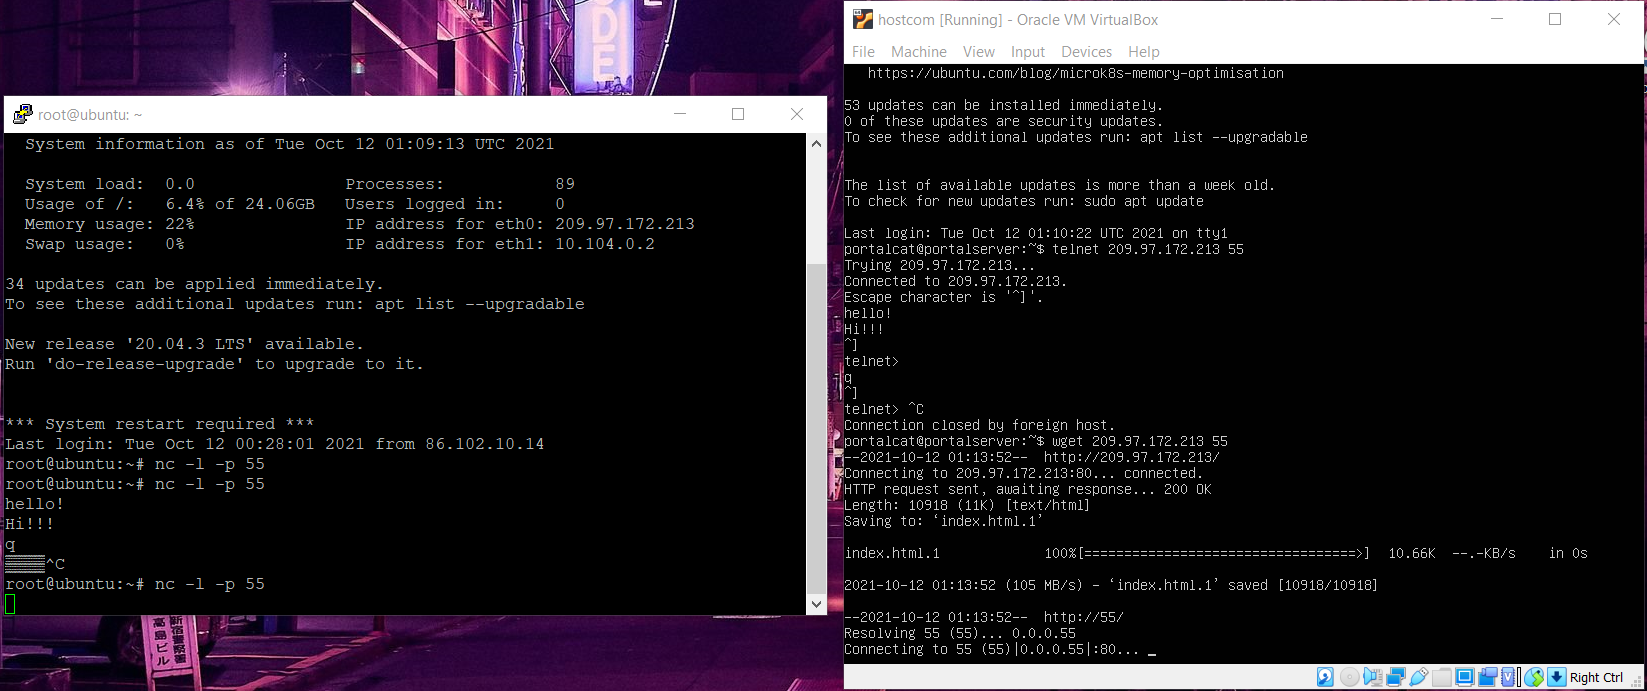 DE
root@ubuntu: ~
System information as of Tue Oct 12 01:09:13 UTC 2021
System load: 0.0 Processes: 89
Usage of /: 6.4% of 24.06GB Users logged in: 0
Memory usage: 22% IP address for eth0: 209.97.172.213
Swap usage: 0% IP address for eth1: 10.104.0.2
34 updates can be applied immediately.
To see these additional updates run: apt list --upgradable
New release '20.04.3 LTS' available.
Run 'do-release-upgrade' to upgrade to it.
*** System restart required ***
Last login: Tue Oct 12 00:28:01 2021 from 86.102.10.14
root@ubuntu:~# nc -l -p 55
root@ubuntu:~# nc -l -p 55
hello!
Hi!!!
q
▒▒▒▒^C
root@ubuntu:~# nc -l -p 55
新宿警察署
高島ビル
hostcom [Running] - Oracle VM VirtualBox
File Machine View Input Devices Help
https://ubuntu.com/blog/microk8s-memory-optimisation
53 updates can be installed immediately.
0 of these updates are security updates.
To see these additional updates run: apt list --upgradable
The list of available updates is more than a week old.
To check for new updates run: sudo apt update
Last login: Tue Oct 12 01:10:22 UTC 2021 on tty1
portalcat@portalserver:~$ telnet 209.97.172.213 55
Trying 209.97.172.213...
Connected to 209.97.172.213.
Escape character is '^]'.
hello!
Hi!!!
^]
telnet>
q
^]
telnet> ^C
Connection closed by foreign host.
portalcat@portalserver:~$ wget 209.97.172.213 55
--2021-10-12 01:13:52-- http://209.97.172.213/
Connecting to 209.97.172.213:80... connected.
HTTP request sent, awaiting response... 200 OK
Length: 10918 (11K) [text/html]
Saving to: ‘index.html.1’
index.html.1 100%[==================================>] 10.66K --.-KB/s in 0s
2021-10-12 01:13:52 (105 MB/s) - ‘index.html.1’ saved [10918/10918]
--2021-10-12 01:13:52-- http://55/
Resolving 55 (55)... 0.0.0.55
Connecting to 55 (55)|0.0.0.55|:80... _
Right Ctrl